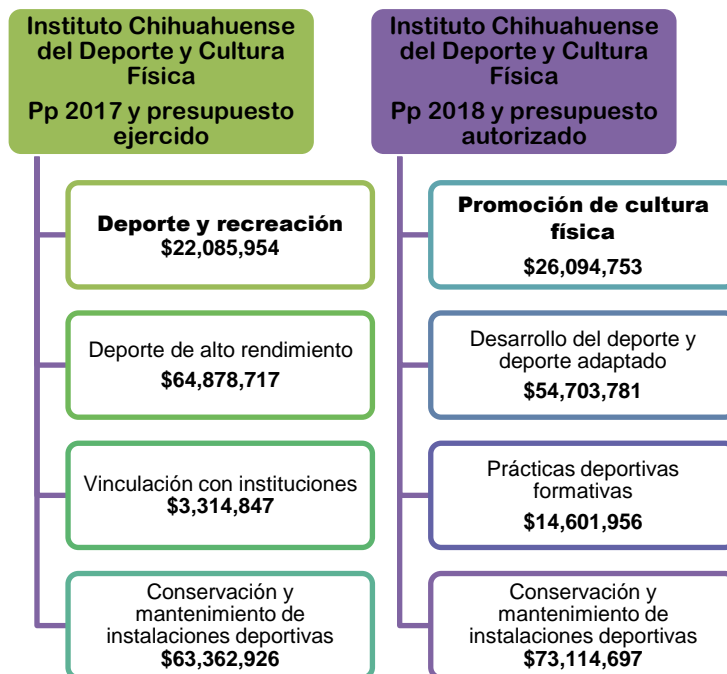 Instituto Chihuahuense
del Deporte y Cultura
Física
Pp 2017 y presupuesto
ejercido
Deporte y recreación
$22,085,954
Deporte de alto rendimiento
$64,878,717
Vinculación con instituciones
$3,314,847
Conservación y
mantenimiento de
instalaciones deportivas
$63,362,926
Instituto Chihuahuense
del Deporte y Cultura
Física
Pp 2018 y presupuesto
autorizado
Promoción de cultura
física
$26,094,753
Desarrollo del deporte y
deporte adaptado
$54,703,781
Prácticas deportivas
formativas
$14,601,956
Conservación y
mantenimiento de
instalaciones deportivas
$73,114,697